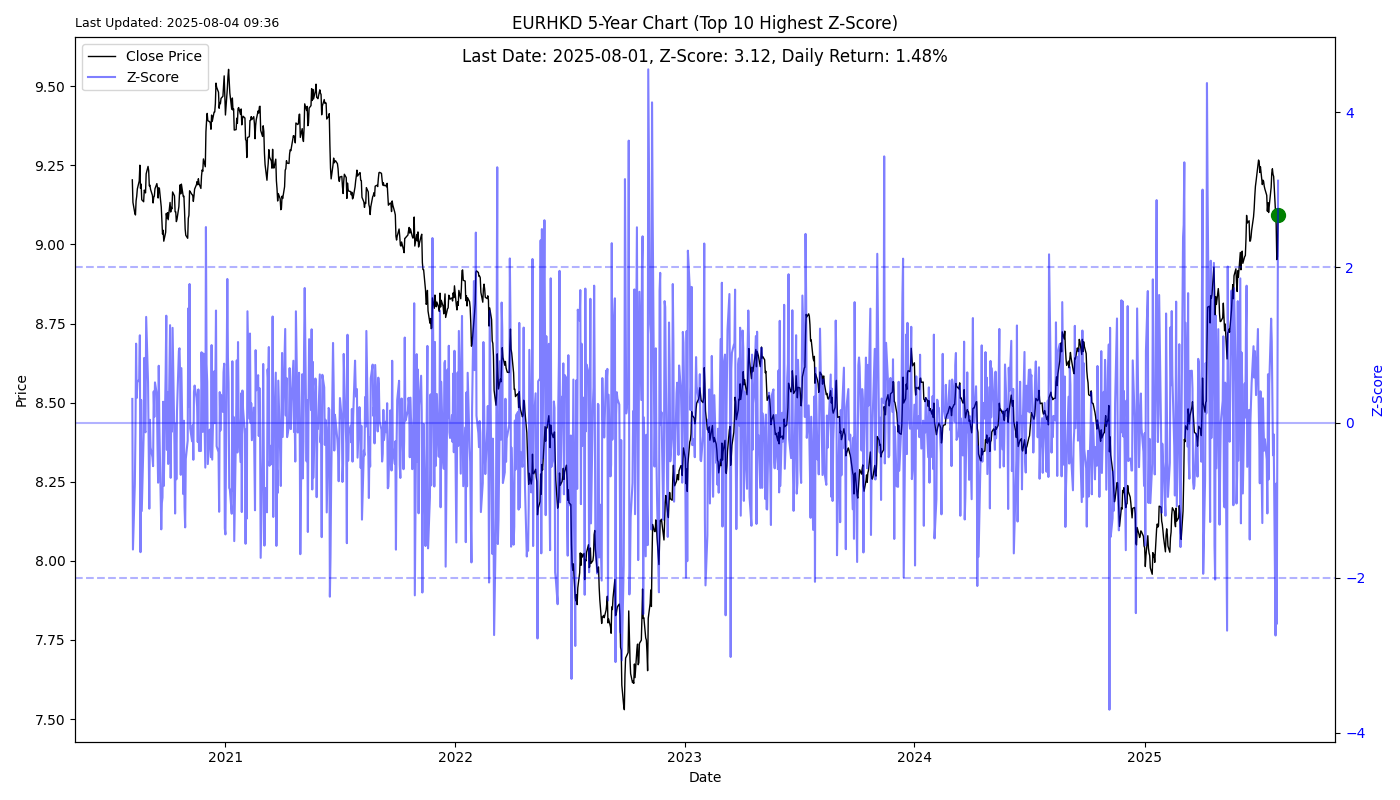 Last Updated: 2025-08-04 09:36
EURHKD 5-Year Chart (Top 10 Highest Z-Score)
Last Date: 2025-08-01, Z-Score: 3.12, Daily Return: 1.48%
Close Price
Z-Score
9.50
9.25
9.00
8.75
8.50
8.25
8.00
7.75
7.50
Price
4
2
0
−2
−4
Z-Score
2021
2022
2023
2024
2025
Date